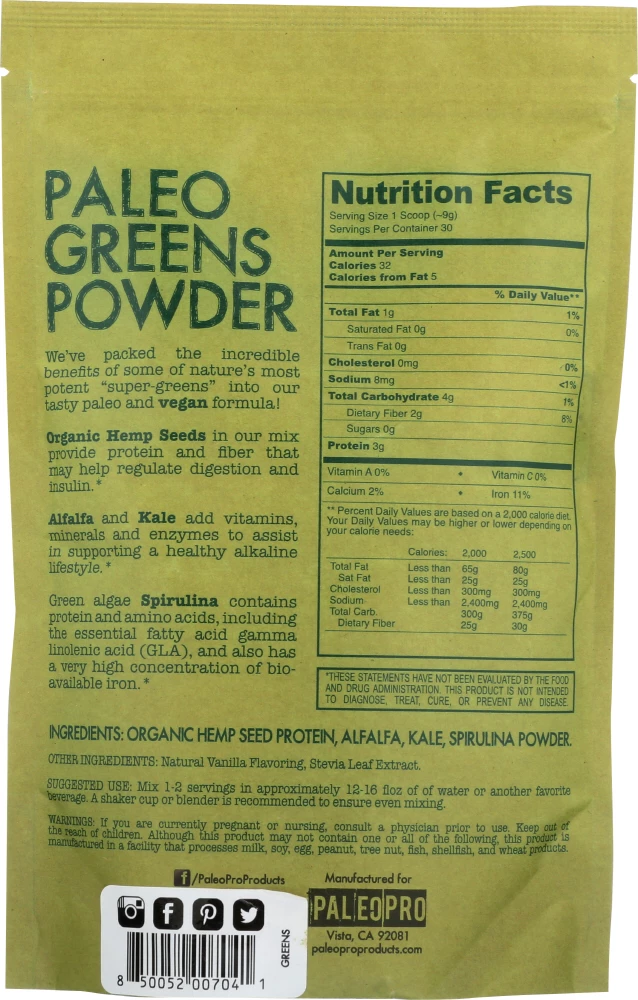 PALEO
GREENS
POWDER
We've packed the incredible
benefits of some of nature's most
potent "super-greens" into our
tasty paleo and vegan formula!
Organic Hemp Seeds in our mix
provide protein and fiber that
may help regulate digestion and
insulin.*
Alfalfa and Kale add vitamins,
minerals and enzymes to assist
in supporting a healthy alkaline
lifestyle.*
Green algae Spirulina contains
protein and amino acids, including
the essential fatty acid gamma
linolenic acid (GLA), and also has
a very high concentration of bio-
available iron.*
Nutrition Facts
Serving Size 1 Scoop (~9g)
Servings Per Container 30
Amount Per Serving
Calories 32
Calories from Fat 5
% Daily Value**
Total Fat 1g 1%
Saturated Fat 0g 0%
Trans Fat 0g
Cholesterol 0mg 0%
Sodium 8mg <1%
Total Carbohydrate 4g 1%
Dietary Fiber 2g 8%
Sugars 0g
Protein 3g
Vitamin A 0% • Vitamin C 0%
Calcium 2% • Iron 11%
** Percent Daily Values are based on a 2,000 calorie diet.
Your Daily Values may be higher or lower depending on
your calorie needs:
Calories: 2,000 2,500
Total Fat Less than 65g 80g
Sat Fat Less than 25g 25g
Cholesterol Less than 300mg 300mg
Sodium Less than 2,400mg 2,400mg
Total Carb. 300g 375g
Dietary Fiber 25g 30g
*THESE STATEMENTS HAVE NOT BEEN EVALUATED BY THE FOOD
AND DRUG ADMINISTRATION. THIS PRODUCT IS NOT INTENDED
TO DIAGNOSE, TREAT, CURE, OR PREVENT ANY DISEASE.
INGREDIENTS: ORGANIC HEMP SEED PROTEIN, ALFALFA, KALE, SPIRULINA POWDER.
OTHER INGREDIENTS: Natural Vanilla Flavoring, Stevia Leaf Extract.
SUGGESTED USE: Mix 1-2 servings in approximately 12-16 floz of of water or another favorite
beverage. A shaker cup or blender is recommended to ensure even mixing.
WARNINGS: If you are currently pregnant or nursing, consult a physician prior to use. Keep out of
the reach of children. Although this product may not contain one or all of the following, this product is
manufactured in a facility that processes milk, soy, egg, peanut, tree nut, fish, shellfish, and wheat products.
f /PaleoProProducts
Manufactured for
PALEO PRO
Vista, CA 92081
paleoproproducts.com
GREENS
8 50052 00704 1